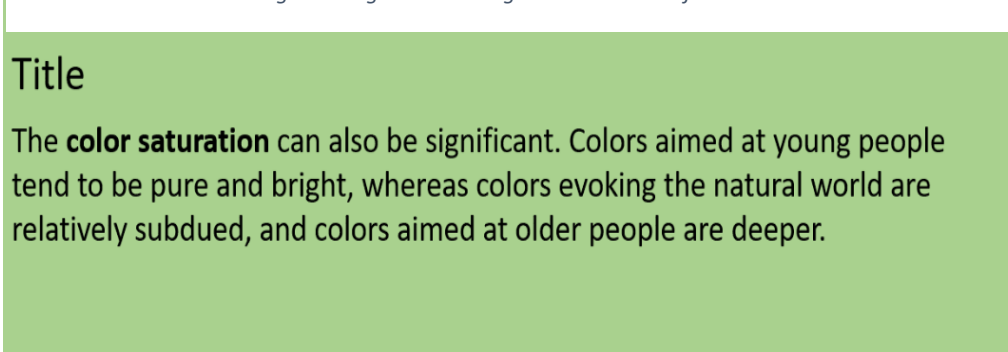 Title
The color saturation can also be significant. Colors aimed at young people
tend to be pure and bright, whereas colors evoking the natural world are
relatively subdued, and colors aimed at older people are deeper.